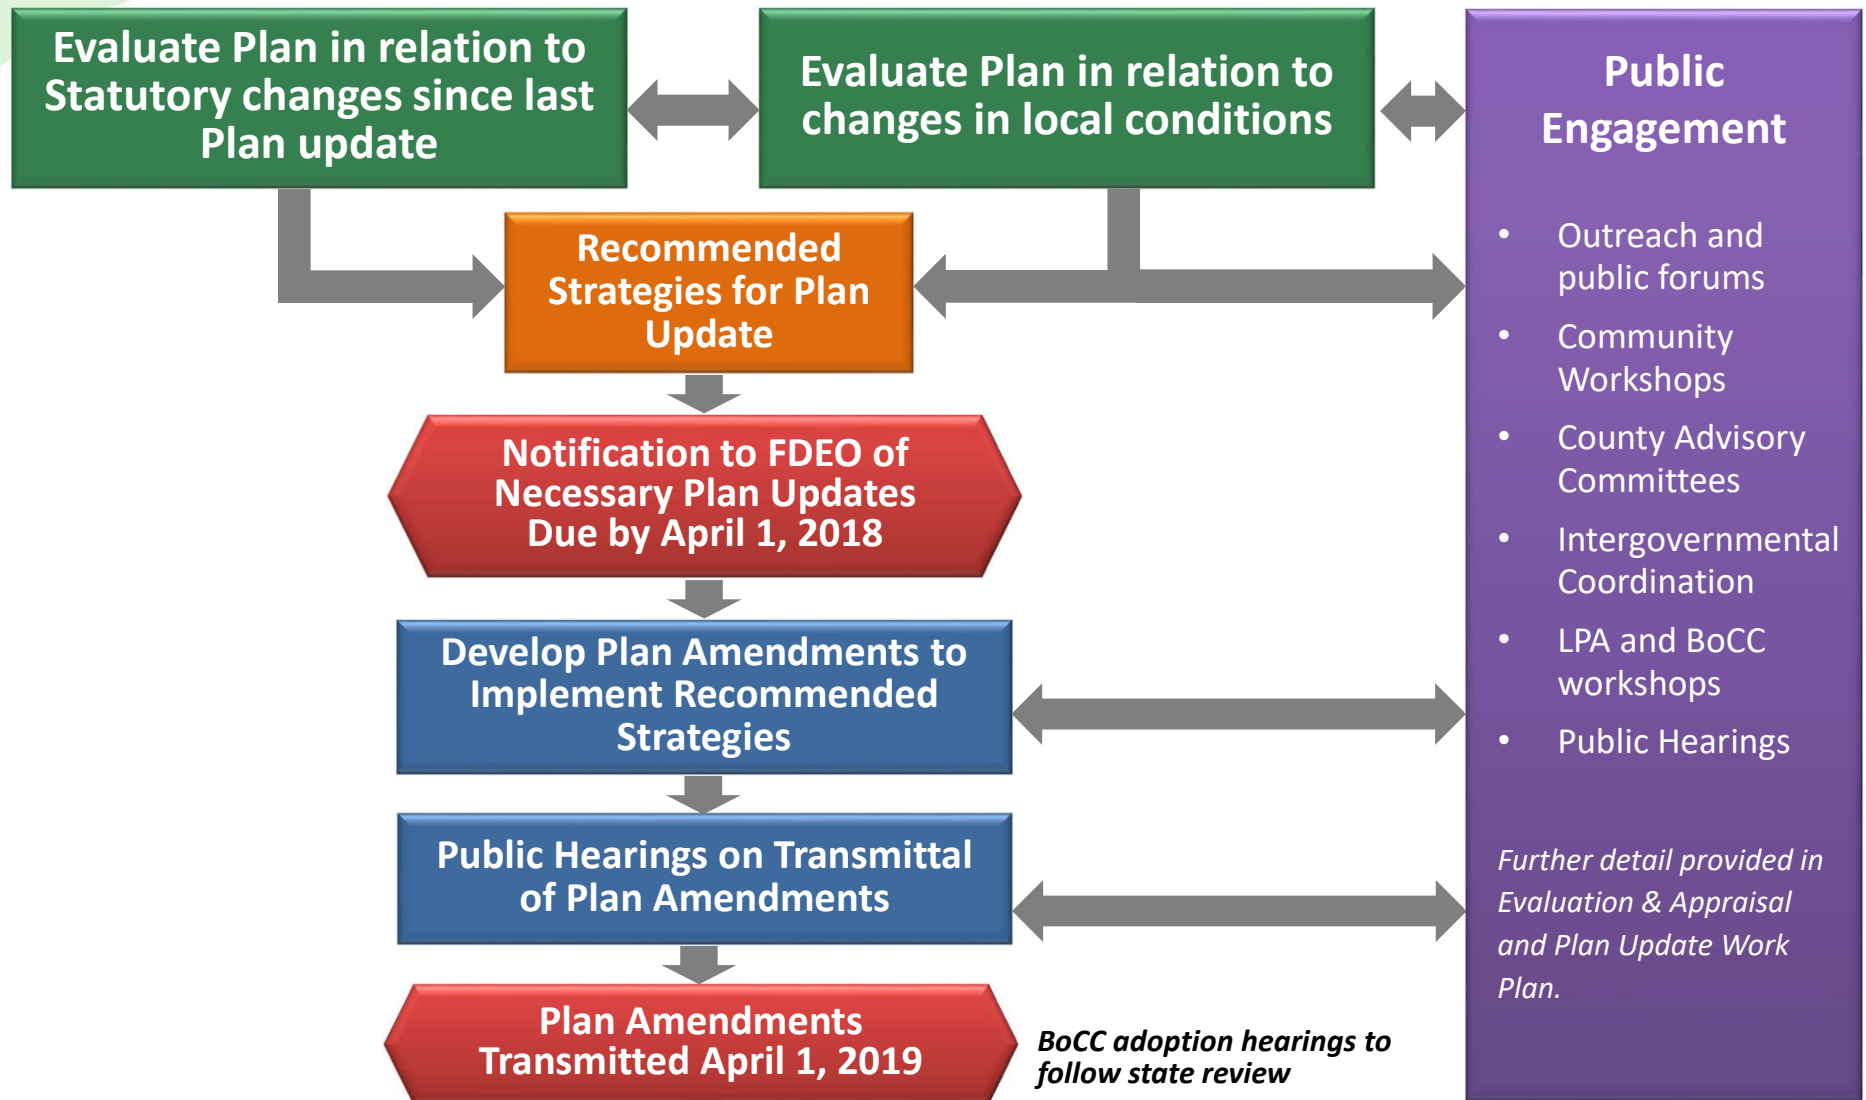 Evaluate Plan in relation to
Statutory changes since last
Plan update
Evaluate Plan in relation to
changes in local conditions
Recommended
Strategies for Plan
Update
Notification to FDEO of
Necessary Plan Updates
Due by April 1, 2018
Develop Plan Amendments to
Implement Recommended
Strategies
Public Hearings on Transmittal
of Plan Amendments
Plan Amendments
Transmitted April 1, 2019
BoCC adoption hearings to
follow state review
Public
Engagement
• Outreach and
public forums
• Community
Workshops
• County Advisory
Committees
• Intergovernmental
Coordination
• LPA and BoCC
workshops
• Public Hearings
Further detail provided in
Evaluation & Appraisal
and Plan Update Work
Plan.